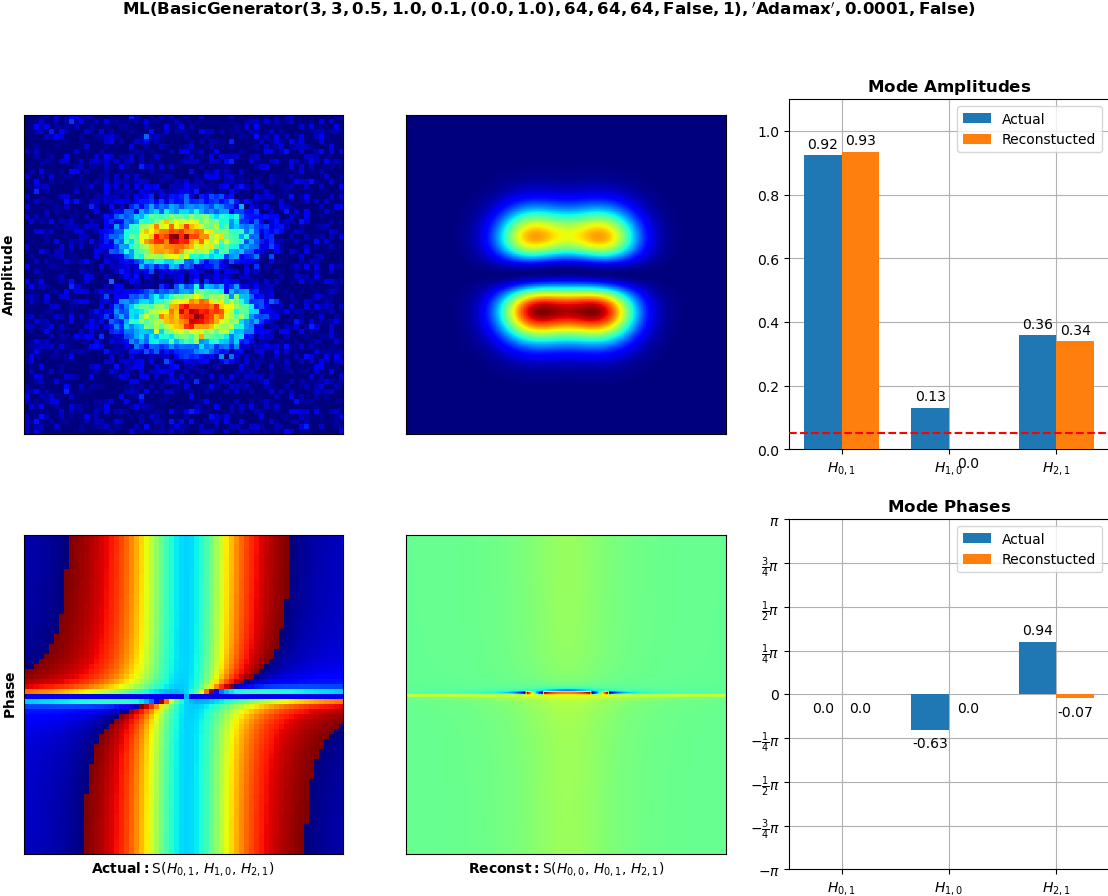 ML(BasicGenerator(3, 3, 0.5, 1.0, 0.1, (0.0, 1.0), 64, 64, 64, False, 1), ′Adamax′, 0.0001, False)
Mode Amplitudes
Amplitude
1.0
0.8
0.6
0.4
0.2
0.0
Actual
Reconstucted
0.92
0.93
0.13
0.0
0.36
0.34
H0,1
H1,0
H2,1
Mode Phases
Phase
π
3/4π
1/2π
1/4π
0
−1/4π
−1/2π
−3/4π
−π
Actual
Reconstucted
0.0
0.0
-0.63
0.0
0.94
-0.07
H0,1
H1,0
H2,1
Actual: S(H0,1, H1,0, H2,1)
Reconst: S(H0,0, H0,1, H2,1)